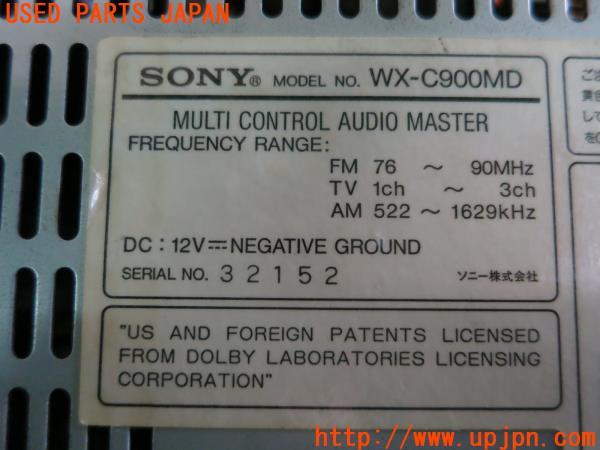 USED PARTS JAPAN
SONY® MODEL NO. WX-C900MD
MULTI CONTROL AUDIO MASTER
FREQUENCY RANGE:
FM 76 ～ 90MHz
TV 1ch ～ 3ch
AM 522 ～ 1629kHz
DC : 12V⎓NEGATIVE GROUND
SERIAL NO. 32152
ソニー株式会社
"US AND FOREIGN PATENTS LICENSED
FROM DOLBY LABORATORIES LICENSING
CORPORATION"
して
http://www.upjpn.com